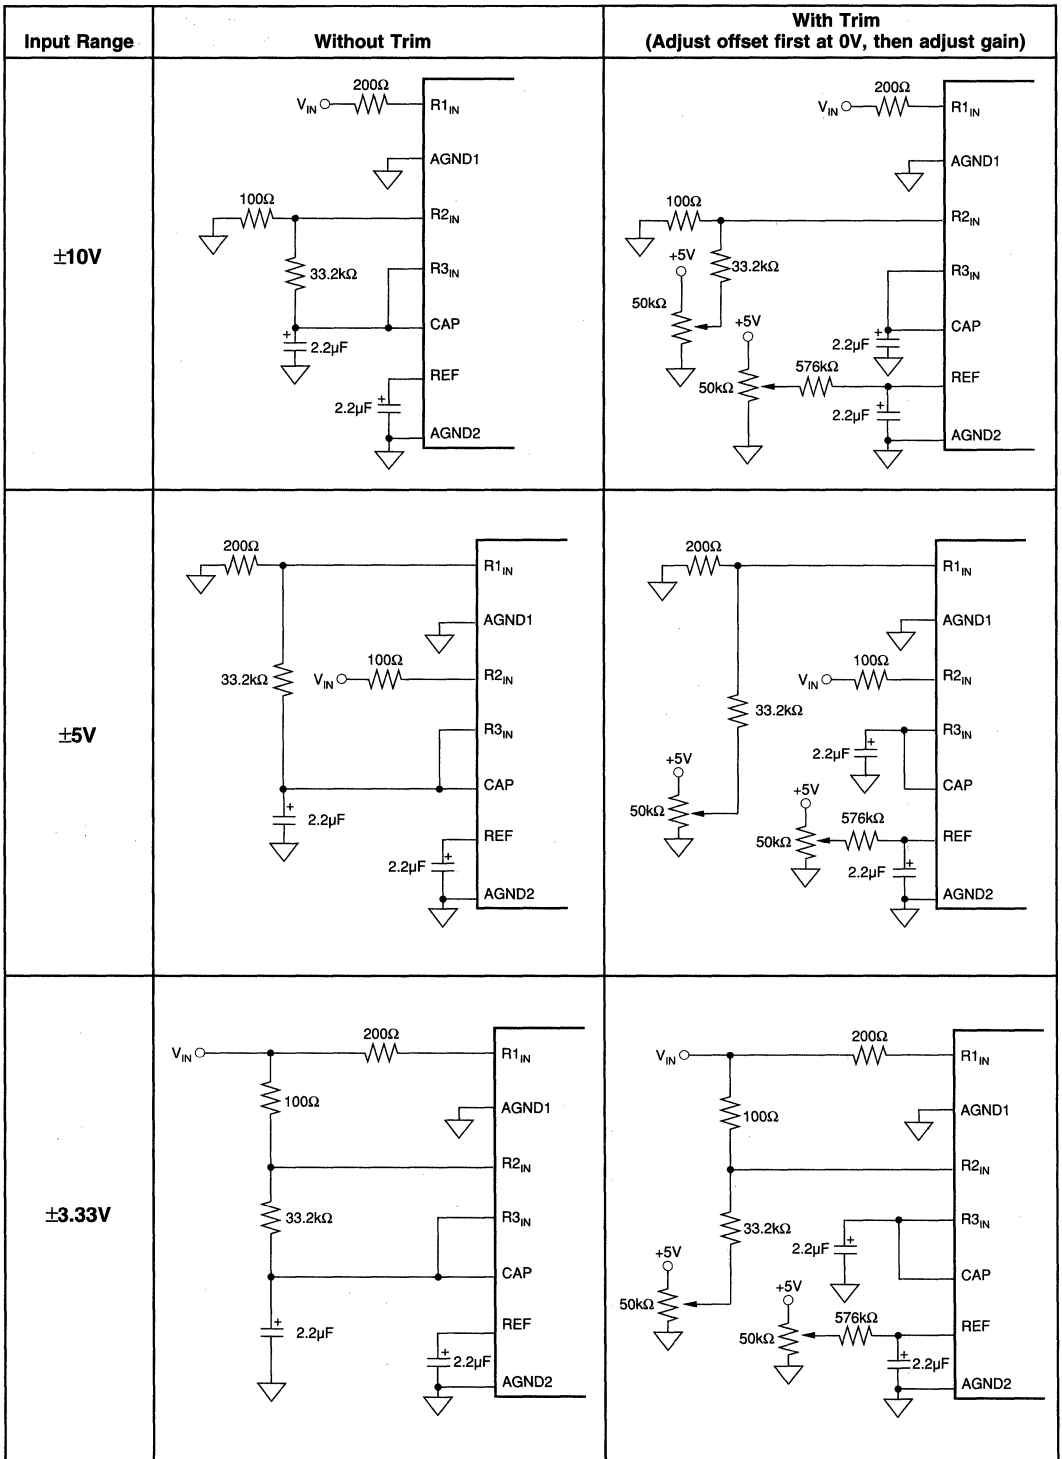 Input Range
Without Trim
With Trim
(Adjust offset first at 0V, then adjust gain)
±10V
200Ω
V_IN
R1_IN
AGND1
100Ω
R2_IN
33.2kΩ
R3_IN
+
2.2µF
CAP
REF
+
2.2µF
AGND2
200Ω
V_IN
R1_IN
AGND1
100Ω
R2_IN
+5V
33.2kΩ
R3_IN
50kΩ
+5V
CAP
+
2.2µF
576kΩ
REF
50kΩ
+
2.2µF
AGND2
±5V
200Ω
R1_IN
AGND1
100Ω
33.2kΩ
V_IN
R2_IN
R3_IN
CAP
+
2.2µF
REF
+
2.2µF
AGND2
200Ω
R1_IN
AGND1
100Ω
V_IN
R2_IN
33.2kΩ
R3_IN
+
2.2µF
+5V
CAP
+5V
50kΩ
576kΩ
REF
50kΩ
+
2.2µF
AGND2
±3.33V
200Ω
V_IN
R1_IN
100Ω
AGND1
R2_IN
33.2kΩ
R3_IN
CAP
+
2.2µF
REF
+
2.2µF
AGND2
200Ω
V_IN
R1_IN
100Ω
AGND1
R2_IN
33.2kΩ
R3_IN
+
2.2µF
+5V
CAP
+5V
50kΩ
576kΩ
REF
50kΩ
+
2.2µF
AGND2